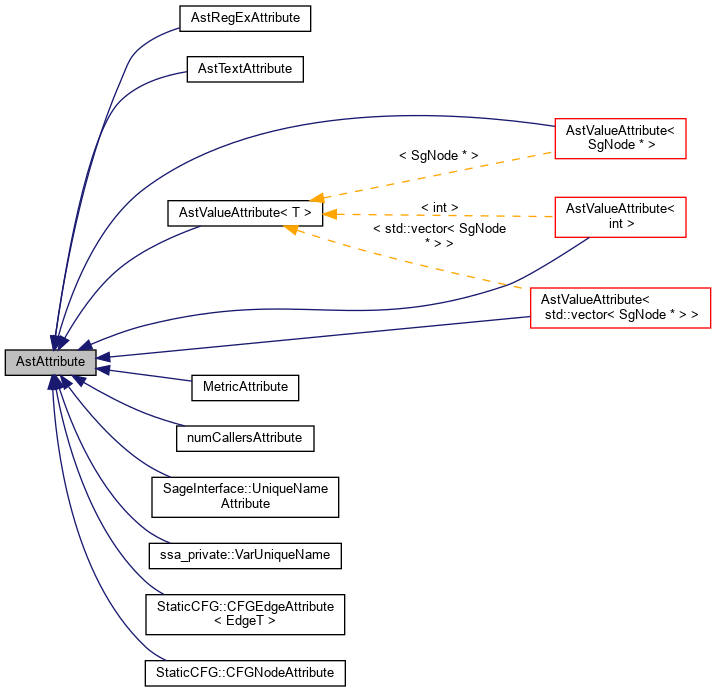 AstRegExAttribute
AstTextAttribute
AstValueAttribute<
SgNode * >
< SgNode * >
AstValueAttribute< T >
< int >
AstValueAttribute<
int >
< std::vector< SgNode
* > >
AstValueAttribute<
std::vector< SgNode * > >
AstAttribute
MetricAttribute
numCallersAttribute
SageInterface::UniqueName
Attribute
ssa_private::VarUniqueName
StaticCFG::CFGEdgeAttribute
< EdgeT >
StaticCFG::CFGNodeAttribute